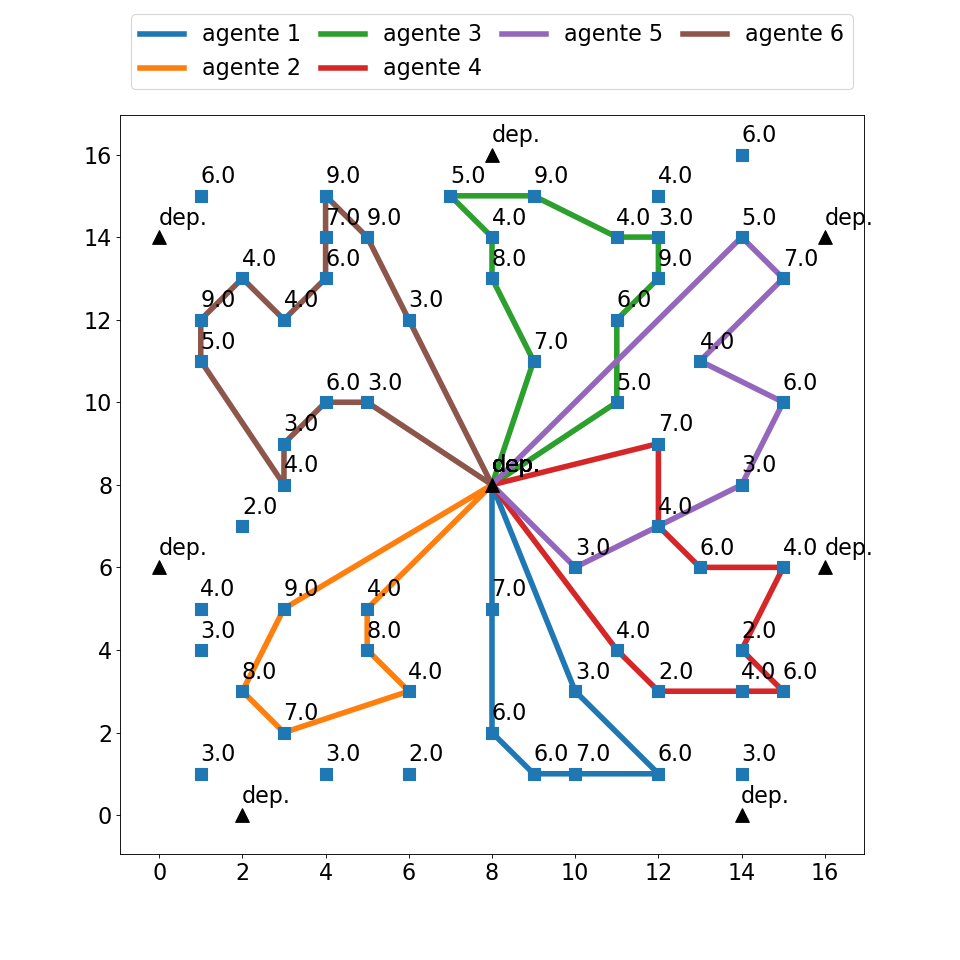 agente 1 agente 3 agente 5 agente 6
agente 2 agente 4
dep. 6.0
16
6.0 9.0 5.0 9.0 4.0
dep. 7.0 9.0 4.0 4.0 3.0 5.0 dep.
14
4.0 6.0 8.0 9.0 7.0
9.0 4.0 3.0 6.0
12
5.0 7.0 4.0
6.0 3.0 5.0 6.0
10
3.0 7.0
4.0 dep. 3.0
8
2.0 4.0
dep. 3.0 6.0 4.0 dep.
6
4.0 9.0 4.0 7.0
3.0 8.0 4.0 2.0
4
8.0 4.0 3.0 2.0 4.0 6.0
7.0 6.0
2
3.0 3.0 2.0 6.0 7.0 6.0 3.0
dep. dep.
0
0 2 4 6 8 10 12 14 16